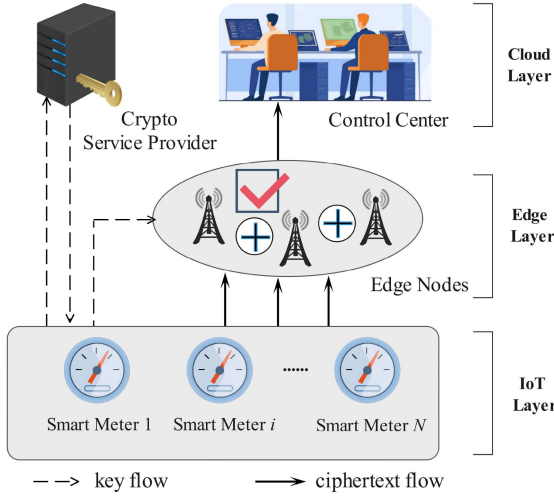 Cloud
Layer
Crypto
Service Provider
Control Center
Edge
Layer
Edge Nodes
IoT
Layer
Smart Meter 1
Smart Meter i
......
Smart Meter N
key flow
ciphertext flow